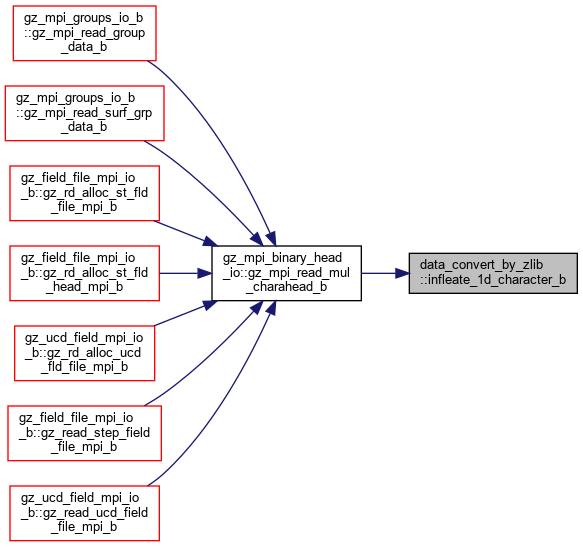 gz_mpi_groups_io_b
::gz_mpi_read_group
_data_b
gz_mpi_groups_io_b
::gz_mpi_read_surf_grp
_data_b
gz_field_file_mpi_io
_b::gz_rd_alloc_st_fld
_file_mpi_b
gz_field_file_mpi_io
_b::gz_rd_alloc_st_fld
_head_mpi_b
gz_ucd_field_mpi_io
_b::gz_rd_alloc_ucd
_fld_file_mpi_b
gz_field_file_mpi_io
_b::gz_read_step_field
_file_mpi_b
gz_ucd_field_mpi_io
_b::gz_read_ucd_field
_file_mpi_b
gz_mpi_binary_head
_io::gz_mpi_read_mul
_charahead_b
data_convert_by_zlib
::infleate_1d_character_b